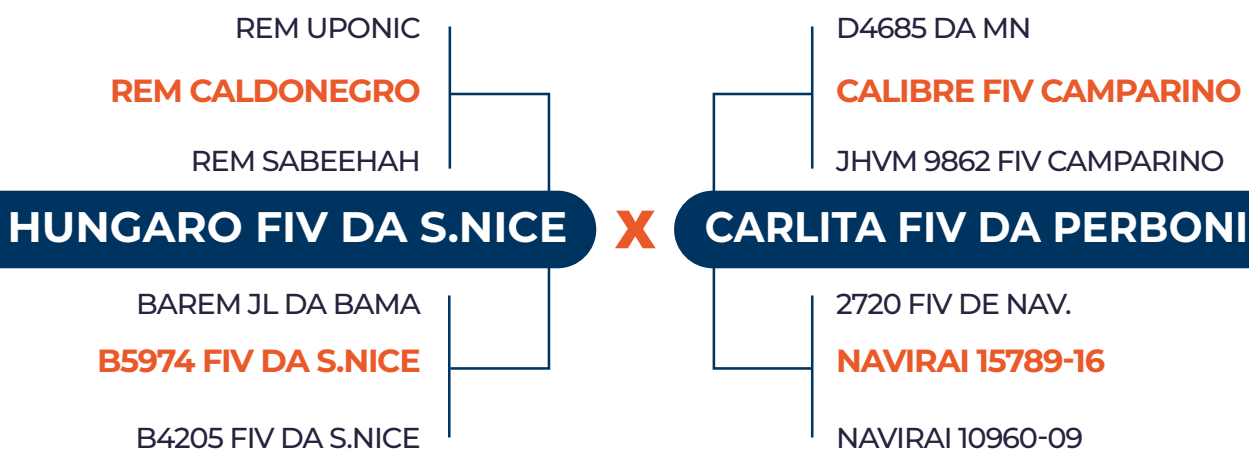 REM UPONIC
REM CALDONEGRO
REM SABEEHAH
HUNGARO FIV DA S.NICE
BAREM JL DA BAMA
B5974 FIV DA S.NICE
B4205 FIV DA S.NICE
X
D4685 DA MN
CALIBRE FIV CAMPARINO
JHVM 9862 FIV CAMPARINO
CARLITA FIV DA PERBONI
2720 FIV DE NAV.
NAVIRAI 15789-16
NAVIRAI 10960-09